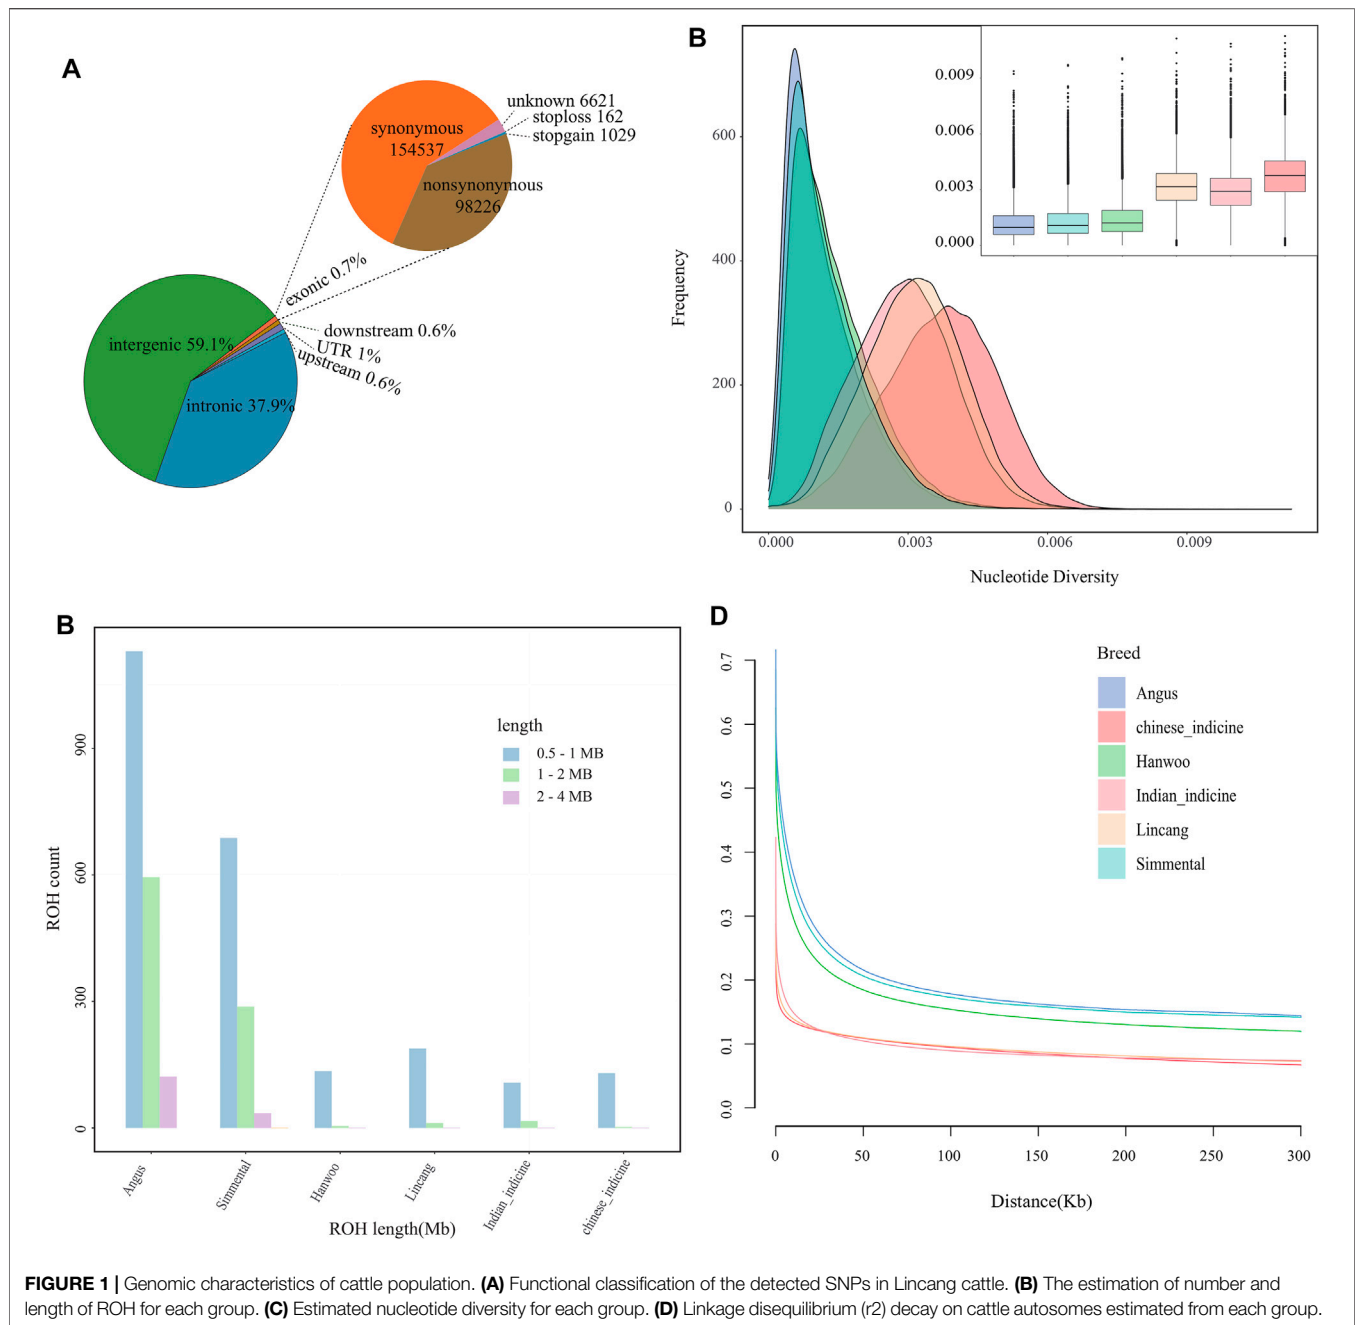 A
synonymous
154537
unknown 6621
stoploss 162
stopgain 1029
nonsynonymous
98226
exonic 0.7%
downstream 0.6%
UTR 1%
upstream 0.6%
intergenic 59.1%
intronic 37.9%
B
Frequency
600
400
200
0
0.000
0.003
0.006
0.009
Nucleotide Diversity
0.009
0.006
0.003
0.000
B
ROH count
900
600
300
0
length
0.5 - 1 MB
1 - 2 MB
2 - 4 MB
Angus
Simmental
Hanwoo
Lincang
Indian_indicine
chinese_indicine
ROH length(Mb)
D
0.7
0.6
0.5
0.4
0.3
0.2
0.1
0.0
Breed
Angus
chinese_indicine
Hanwoo
Indian_indicine
Lincang
Simmental
0
50
100
150
200
250
300
Distance(Kb)
FIGURE 1 | Genomic characteristics of cattle population. (A) Functional classification of the detected SNPs in Lincang cattle. (B) The estimation of number and
length of ROH for each group. (C) Estimated nucleotide diversity for each group. (D) Linkage disequilibrium (r2) decay on cattle autosomes estimated from each group.